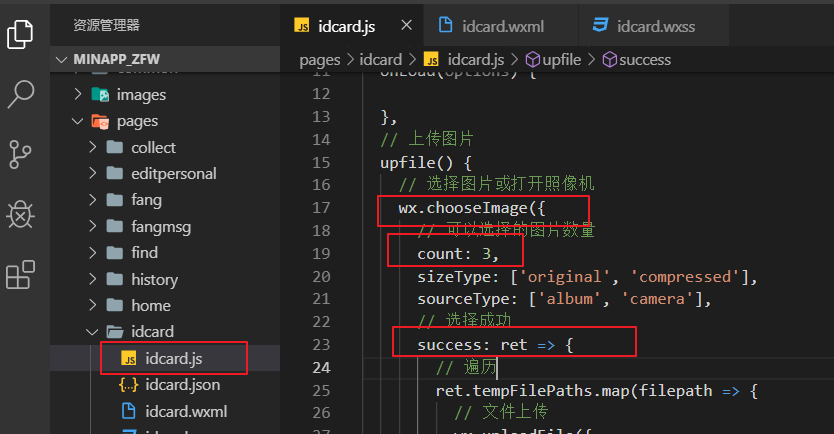 资源管理器
MINAPP_ZFW
images
pages
collect
editpersonal
fang
fangmsg
find
history
home
idcard
idcard.js
idcard.json
idcard.wxml
idcard.js
idcard.wxml
idcard.wxss
pages > idcard > idcard.js > upfile > success
11 onLoad(options) {
12
13 },
14 // 上传图片
15 upfile() {
16 // 选择图片或打开照像机
17 wx.chooseImage({
18 // 可以选择的图片数量
19 count: 3,
20 sizeType: ['original', 'compressed'],
21 sourceType: ['album', 'camera'],
22 // 选择成功
23 success: ret => {
24 // 遍历
25 ret.tempFilePaths.map(filepath => {
26 // 文件上传
27 wx.uploadFile({